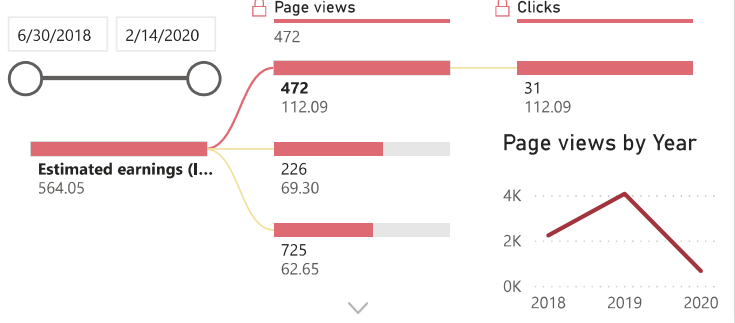 Page views
Clicks
6/30/2018
2/14/2020
472
472
112.09
31
112.09
Estimated earnings (I...
564.05
226
69.30
725
62.65
Page views by Year
4K
2K
0K
2018
2019
2020